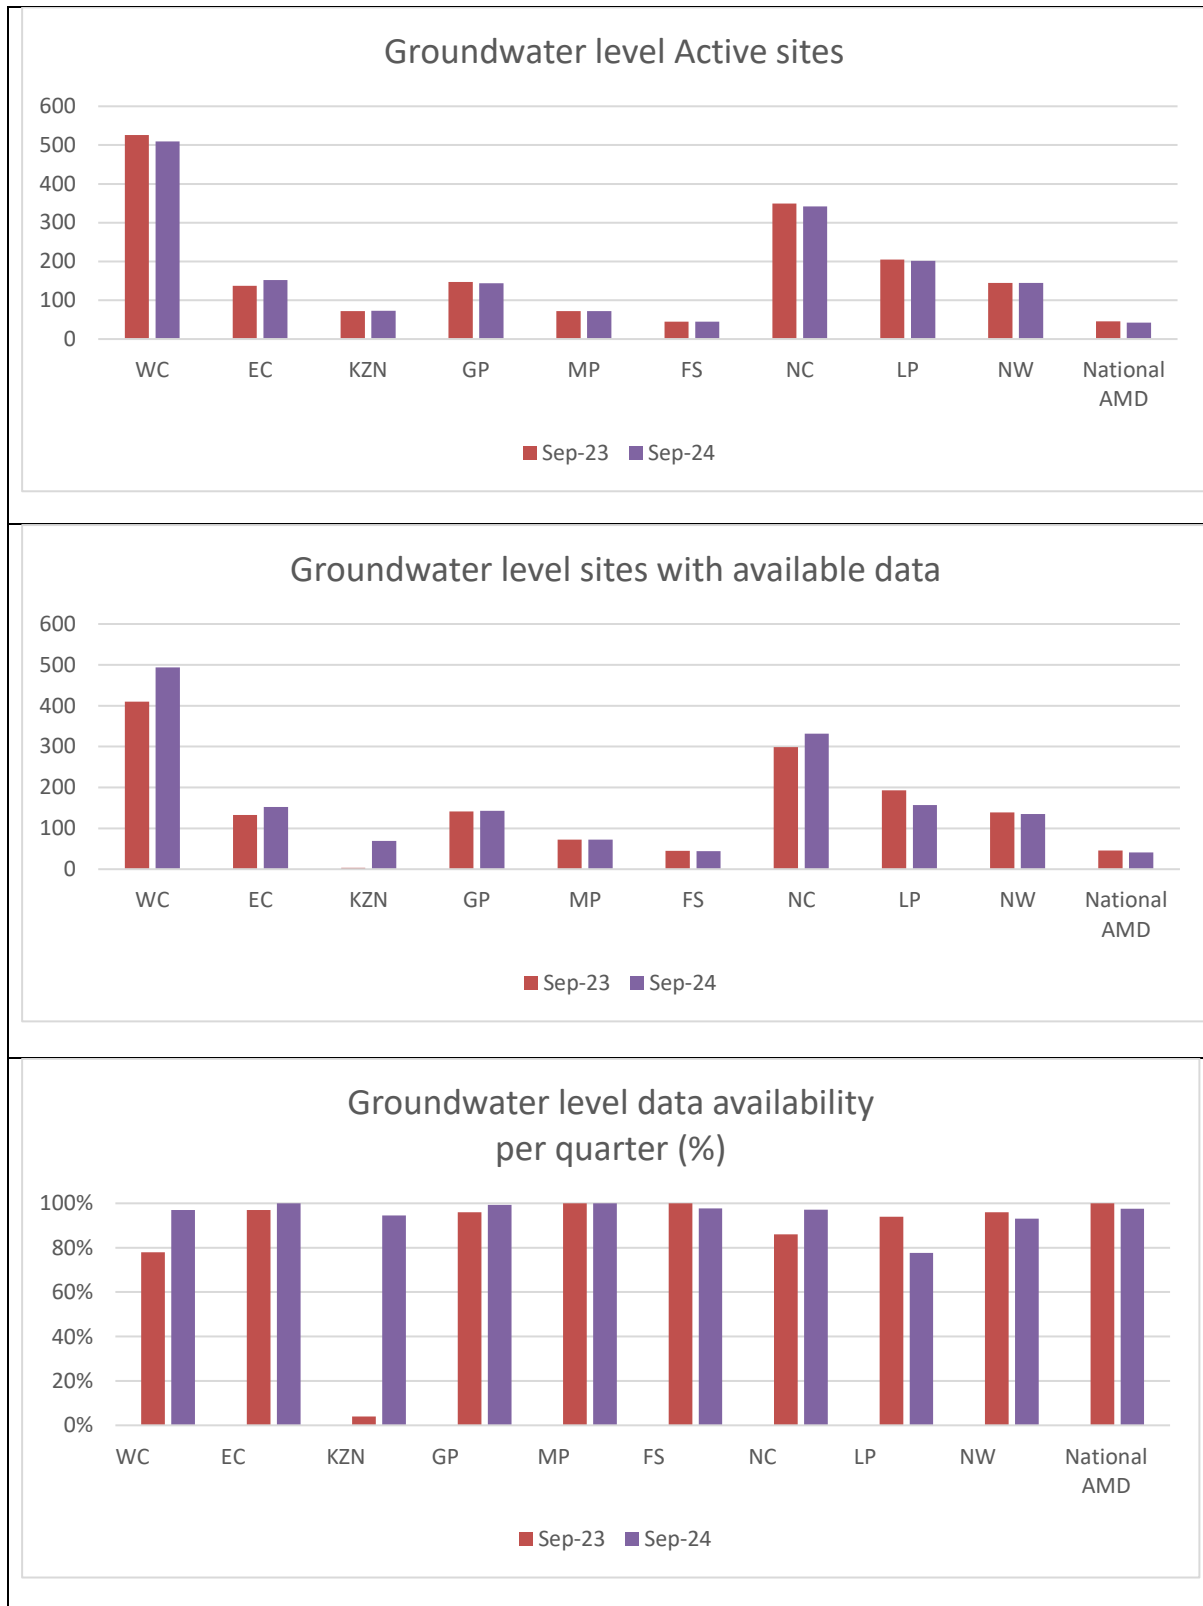 Groundwater level Active sites
600
500
400
300
200
100
0
WC EC KZN GP MP FS NC LP NW National
AMD
Sep-23 Sep-24
Groundwater level sites with available data
600
500
400
300
200
100
0
WC EC KZN GP MP FS NC LP NW National
AMD
Sep-23 Sep-24
Groundwater level data availability
per quarter (%)
100%
80%
60%
40%
20%
0%
WC EC KZN GP MP FS NC LP NW National
AMD
Sep-23 Sep-24